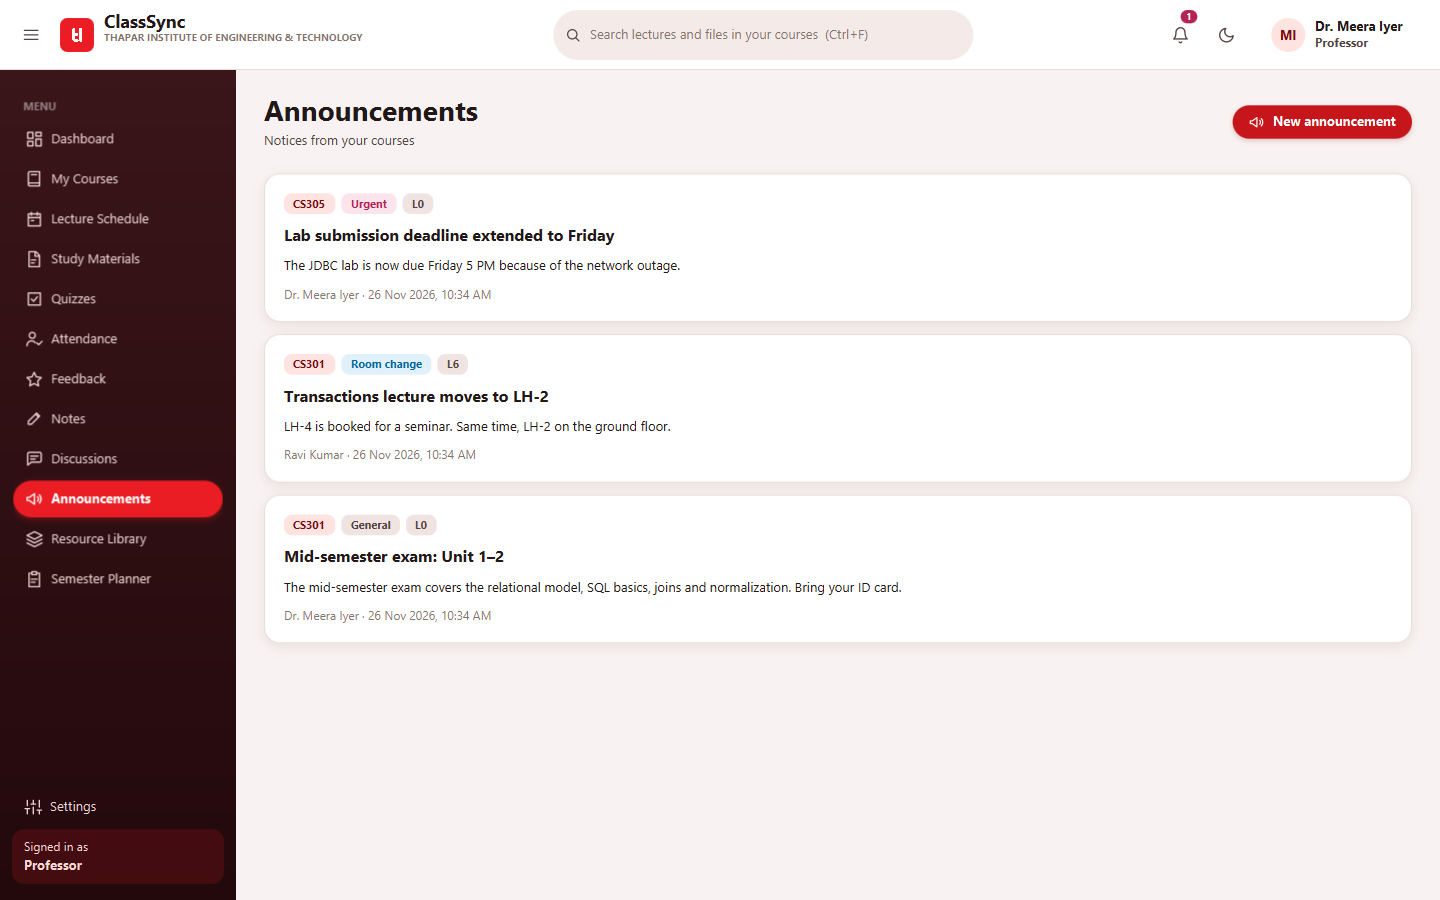 ClassSync
THAPAR INSTITUTE OF ENGINEERING & TECHNOLOGY
Search lectures and files in your courses (Ctrl+F)
1
MI
Dr. Meera Iyer
Professor
MENU
Dashboard
My Courses
Lecture Schedule
Study Materials
Quizzes
Attendance
Feedback
Notes
Discussions
Announcements
Resource Library
Semester Planner
Settings
Signed in as
Professor
Announcements
Notices from your courses
New announcement
CS305 Urgent L0
Lab submission deadline extended to Friday
The JDBC lab is now due Friday 5 PM because of the network outage.
Dr. Meera Iyer · 26 Nov 2026, 10:34 AM
CS301 Room change L6
Transactions lecture moves to LH-2
LH-4 is booked for a seminar. Same time, LH-2 on the ground floor.
Ravi Kumar · 26 Nov 2026, 10:34 AM
CS301 General L0
Mid-semester exam: Unit 1–2
The mid-semester exam covers the relational model, SQL basics, joins and normalization. Bring your ID card.
Dr. Meera Iyer · 26 Nov 2026, 10:34 AM